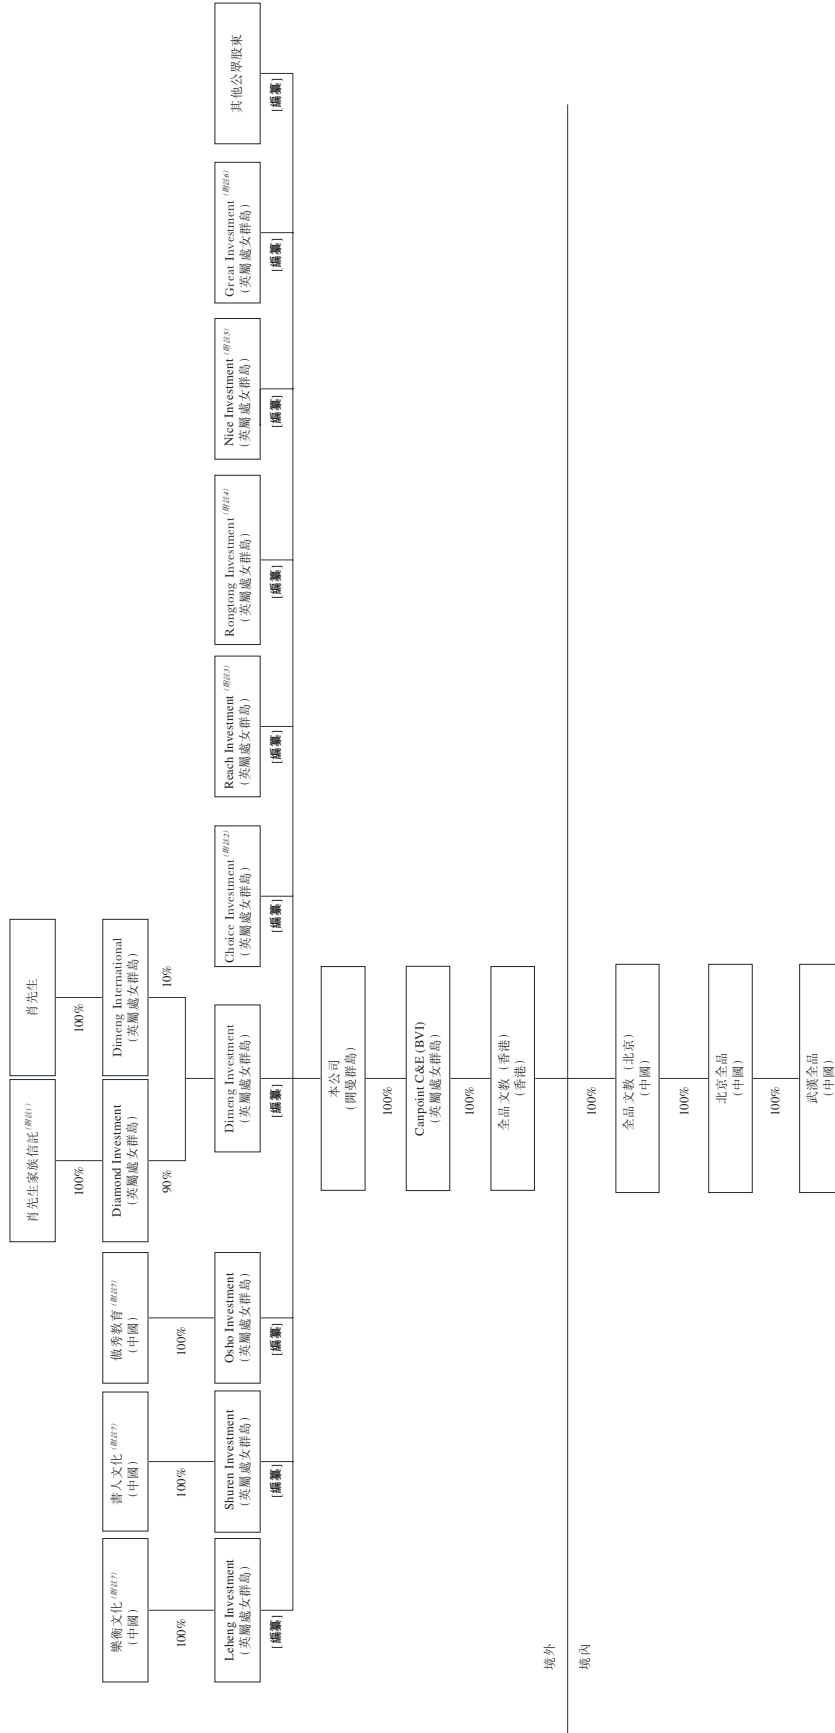 肖先生家族信託(附註1)
肖先生
100%
100%
樂衡文化(附註7)
(中國)
書人文化(附註7)
(中國)
傲秀教育(附註7)
(中國)
Diamond Investment
(英屬處女群島)
Dimeng International
(英屬處女群島)
100%
100%
100%
90%
10%
Leheng Investment
(英屬處女群島)
Shuren Investment
(英屬處女群島)
Osho Investment
(英屬處女群島)
Dimeng Investment
(英屬處女群島)
Choice Investment(附註2)
(英屬處女群島)
Reach Investment(附註3)
(英屬處女群島)
Rongtong Investment(附註4)
(英屬處女群島)
Nice Investment(附註5)
(英屬處女群島)
Great Investment(附註6)
(英屬處女群島)
其他公眾股東
[編纂]
[編纂]
[編纂]
[編纂]
[編纂]
[編纂]
[編纂]
[編纂]
[編纂]
[編纂]
本公司
(開曼群島)
100%
Canpoint C&E (BVI)
(英屬處女群島)
100%
全品文教(香港)
(香港)
境外
境內
100%
全品文教(北京)
(中國)
100%
北京全品
(中國)
100%
武漢全品
(中國)